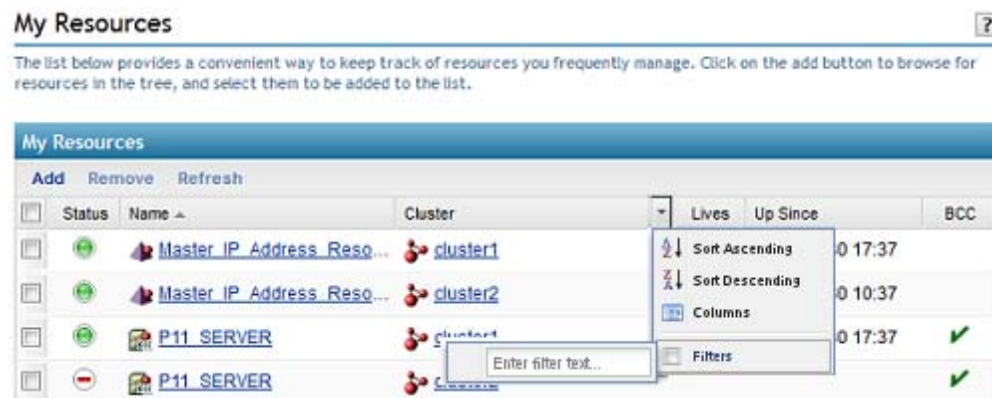 My Resources
?
The list below provides a convenient way to keep track of resources you frequently manage. Click on the add button to browse for
resources in the tree, and select them to be added to the list.
My Resources
Add Remove Refresh
Status Name Cluster Lives Up Since BCC
Master_IP_Address_Reso... cluster1 0 17:37
Sort Ascending
Master_IP_Address_Reso... cluster2 0 10:37
Sort Descending
Columns
P11_SERVER 0 17:37
Enter filter text... Filters
P11_SERVER